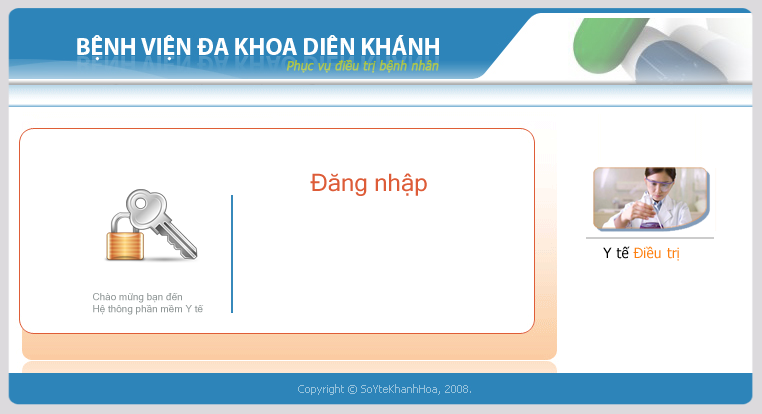 BỆNH VIỆN ĐA KHOA DIÊN KHÁNH
Phục vụ điều trị bệnh nhân
Đăng nhập
Chào mừng bạn đến
Hệ thông phần mềm Y tế
Y tế Điều trị
Copyright © SoYteKhanhHoa, 2008.